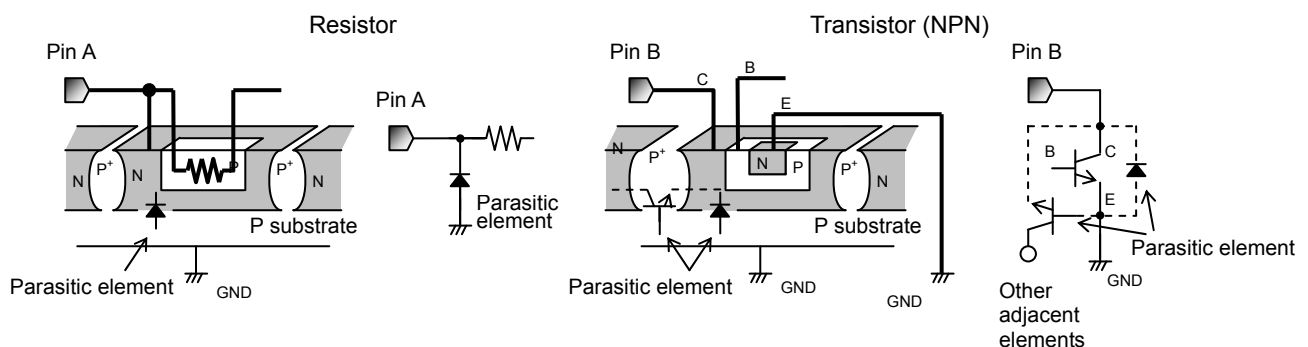 Resistor
Pin A
N
P+
N
P
P+
N
P substrate
Parasitic element
GND
Pin A
Parasitic
element
Transistor (NPN)
Pin B
C
B
E
N
P+
N
N
P
P+
N
P substrate
Parasitic element
GND
GND
Pin B
B
C
E
Parasitic element
GND
Other
adjacent
elements